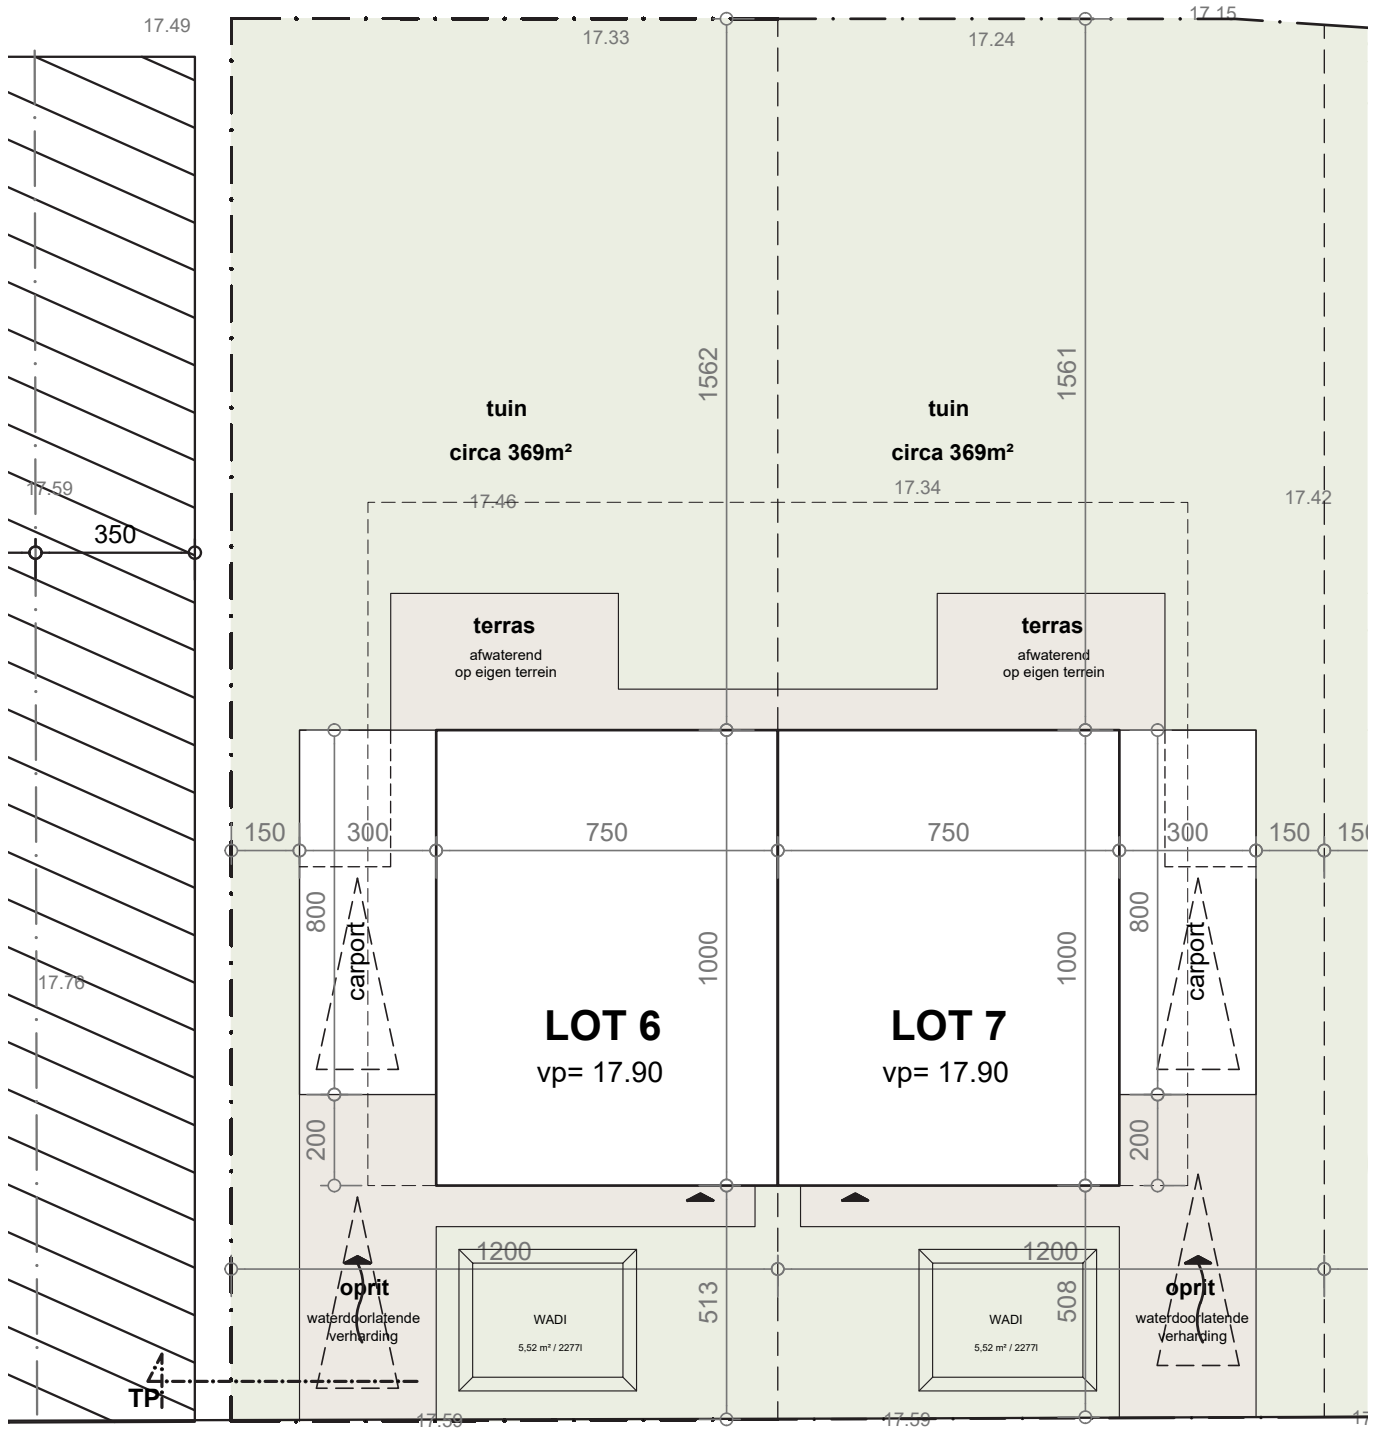 17.49
17.33
17.24
17.15
1562
1561
tuin
circa 369m²
tuin
circa 369m²
17.59
17.46
17.34
17.42
350
terras
afwaterend
op eigen terrein
terras
afwaterend
op eigen terrein
150
300
750
750
300
150
800
carport
1000
1000
800
carport
17.76
LOT 6
vp= 17.90
LOT 7
vp= 17.90
200
200
1200
1200
oprit
waterdoorlatende
verharding
WADI
5,52 m² / 2277l
513
508
WADI
5,52 m² / 2277l
oprit
waterdoorlatende
verharding
TP
17.59
17.59